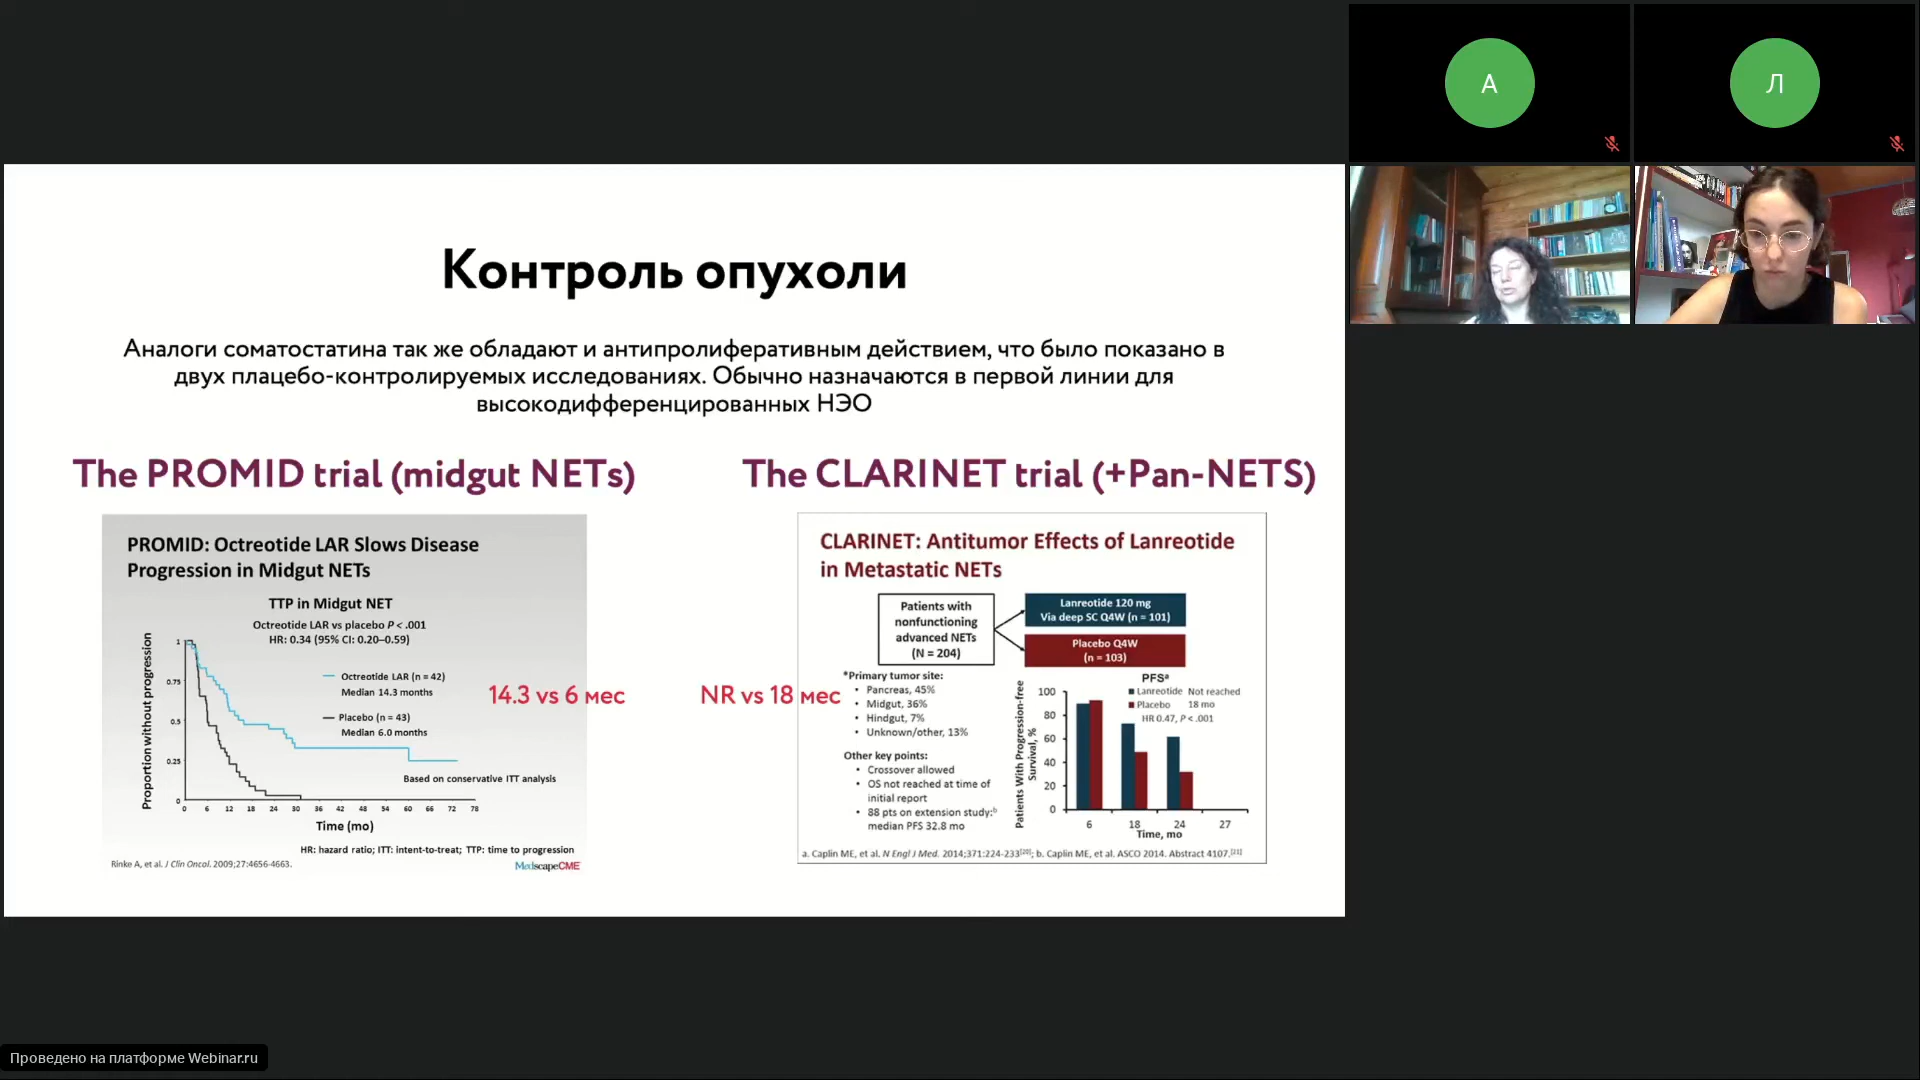 А
Л
Контроль опухоли
Аналоги соматостатина так же обладают и антипролиферативным действием, что было показано в
двух плацебо-контролируемых исследованиях. Обычно назначаются в первой линии для
высокодифференцированных НЭО
The PROMID trial (midgut NETs)
PROMID: Octreotide LAR Slows Disease
Progression in Midgut NETs
TTP in Midgut NET
Octreotide LAR vs placebo P < .001
HR: 0.34 (95% CI: 0.20–0.59)
Proportion without progression
1
0.75
0.5
0.25
0
Octreotide LAR (n = 42)
Median 14.3 months
Placebo (n = 43)
Median 6.0 months
14.3 vs 6 мес
Based on conservative ITT analysis
0 6 12 18 24 30 36 42 48 54 60 66 72 78
Time (mo)
HR: hazard ratio; ITT: intent-to-treat; TTP: time to progression
Rinke A, et al. J Clin Oncol. 2009;27:4656-4663.
MedscapeCME
The CLARINET trial (+Pan-NETS)
CLARINET: Antitumor Effects of Lanreotide
in Metastatic NETs
Patients with
nonfunctioning
advanced NETs
(N = 204)
Lanreotide 120 mg
Via deep SC Q4W (n = 101)
Placebo Q4W
(n = 103)
NR vs 18 мес
*Primary tumor site:
• Pancreas, 45%
• Midgut, 36%
• Hindgut, 7%
• Unknown/other, 13%
Other key points:
• Crossover allowed
• OS not reached at time of
initial report
• 88 pts on extension study:b
median PFS 32.8 mo
PFSa
Lanreotide Not reached
Placebo 18 mo
HR 0.47, P < .001
Patients With Progression-free
Survival, %
100
80
60
40
20
0
6 18 24 27
Time, mo
a. Caplin ME, et al. N Engl J Med. 2014;371:224-233[20]; b. Caplin ME, et al. ASCO 2014. Abstract 4107.[21]
Проведено на платформе Webinar.ru